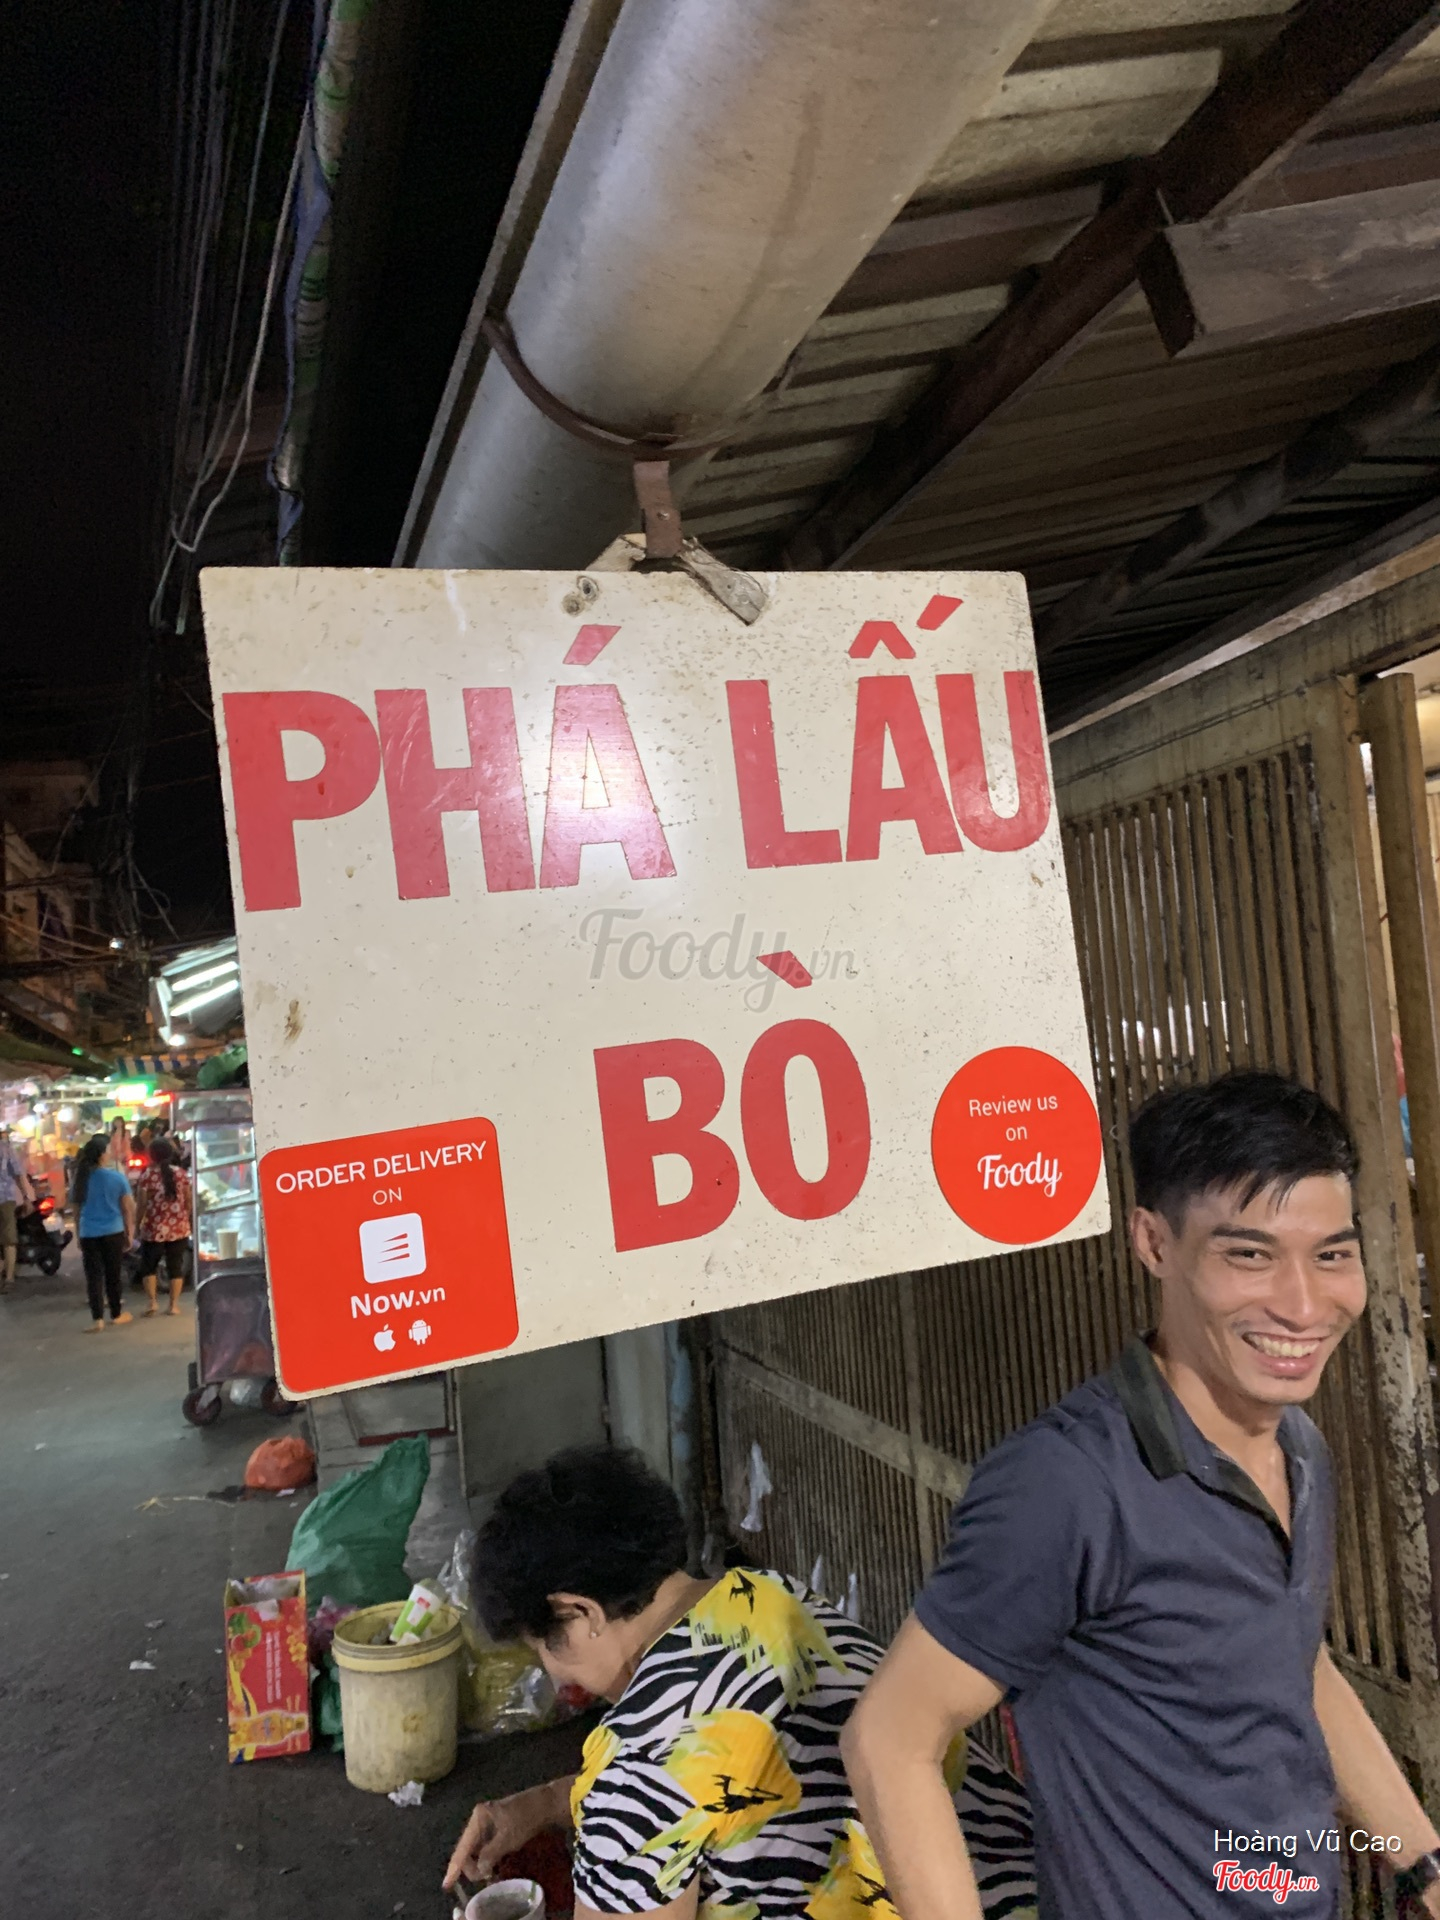 PHÁ LẤU
Foody.vn
BÒ
ORDER DELIVERY
ON
Now.vn
Review us
on
Foody
Hoàng Vũ Cao
Foody.vn